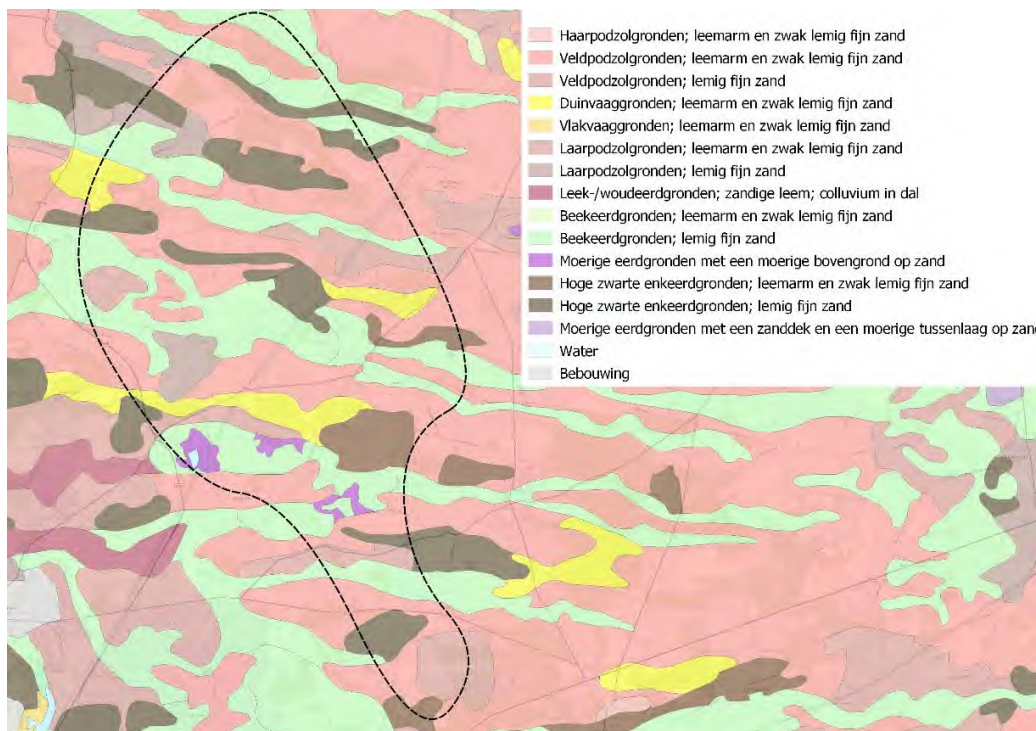 Haarpodzolgronden; leemarm en zwak lemig fijn zand
Veldpodzolgronden; leemarm en zwak lemig fijn zand
Veldpodzolgronden; lemig fijn zand
Duinvaaggronden; leemarm en zwak lemig fijn zand
Vlakvaaggronden; leemarm en zwak lemig fijn zand
Laarpodzolgronden; leemarm en zwak lemig fijn zand
Laarpodzolgronden; lemig fijn zand
Leek-/woudeerdgronden; zandige leem; colluvium in dal
Beekeerdgronden; leemarm en zwak lemig fijn zand
Beekeerdgronden; lemig fijn zand
Moerige eerdgronden met een moerige bovengrond op zand
Hoge zwarte enkeerdgronden; leemarm en zwak lemig fijn zand
Hoge zwarte enkeerdgronden; lemig fijn zand
Moerige eerdgronden met een zanddek en een moerige tussenlaag op zan
Water
Bebouwing